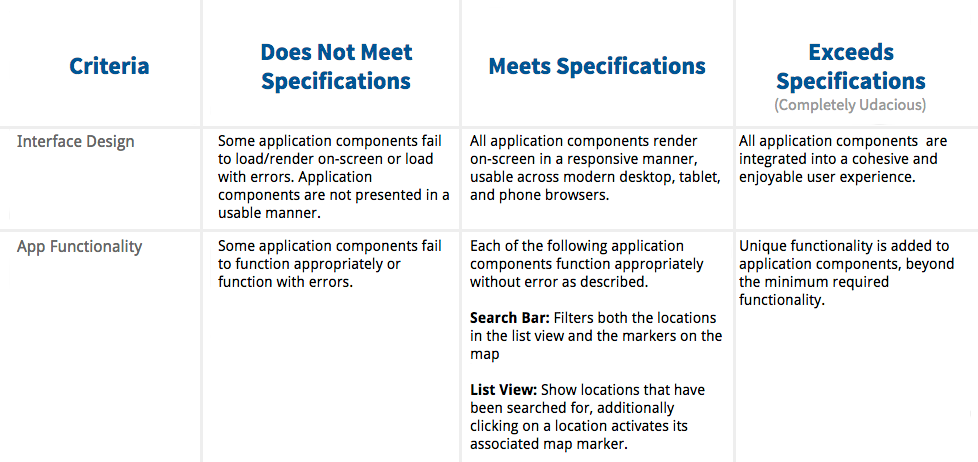 Criteria
Does Not Meet
Specifications
Meets Specifications
Exceeds
Specifications
(Completely Udacious)
Interface Design
Some application components fail
to load/render on-screen or load
with errors. Application
components are not presented in a
usable manner.
All application components render
on-screen in a responsive manner,
usable across modern desktop, tablet,
and phone browsers.
All application components  are
integrated into a cohesive and
enjoyable user experience.
App Functionality
Some application components fail
to function appropriately or
function with errors.
Each of the following application
components function appropriately
without error as described.
Search Bar: Filters both the locations
in the list view and the markers on the
map
List View: Show locations that have
been searched for, additionally
clicking on a location activates its
associated map marker.
Unique functionality is added to
application components, beyond
the minimum required
functionality.